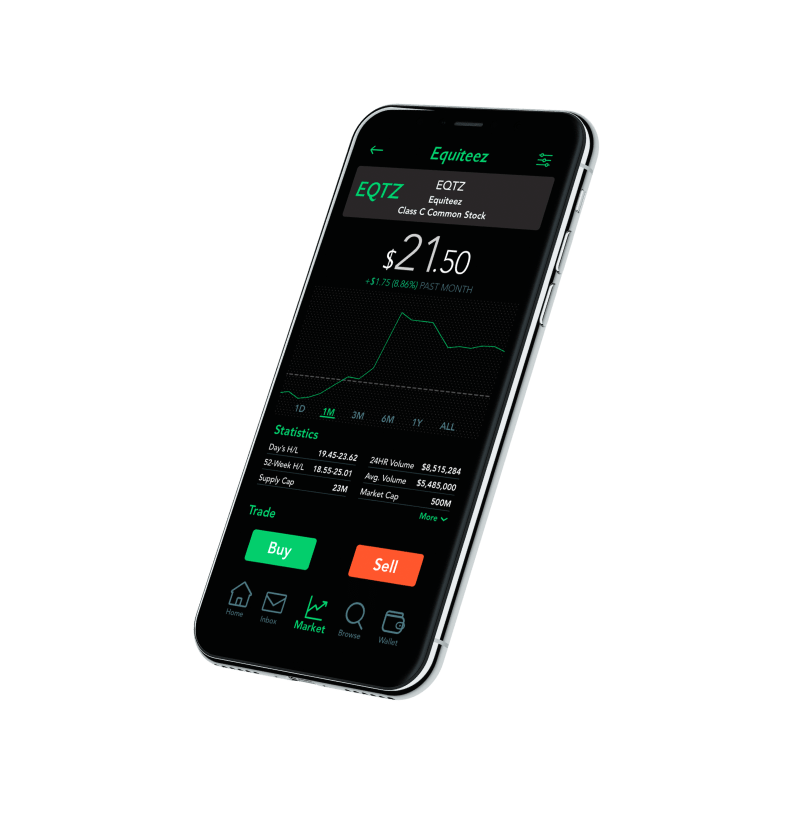 Equiteez
EQTZ
EQTZ
Equiteez
Class C Common Stock
$21.50
+$1.75 (8.86%) PAST MONTH
1D 1M 3M 6M 1Y ALL
Statistics
Day's H/L 19.45-23.62
52-Week H/L 18.55-25.01
Supply Cap 23M
24HR Volume $8,515,284
Avg. Volume $5,485,000
Market Cap 500M
More
Trade
Buy
Sell
Home
Inbox
Market
Browse
Wallet